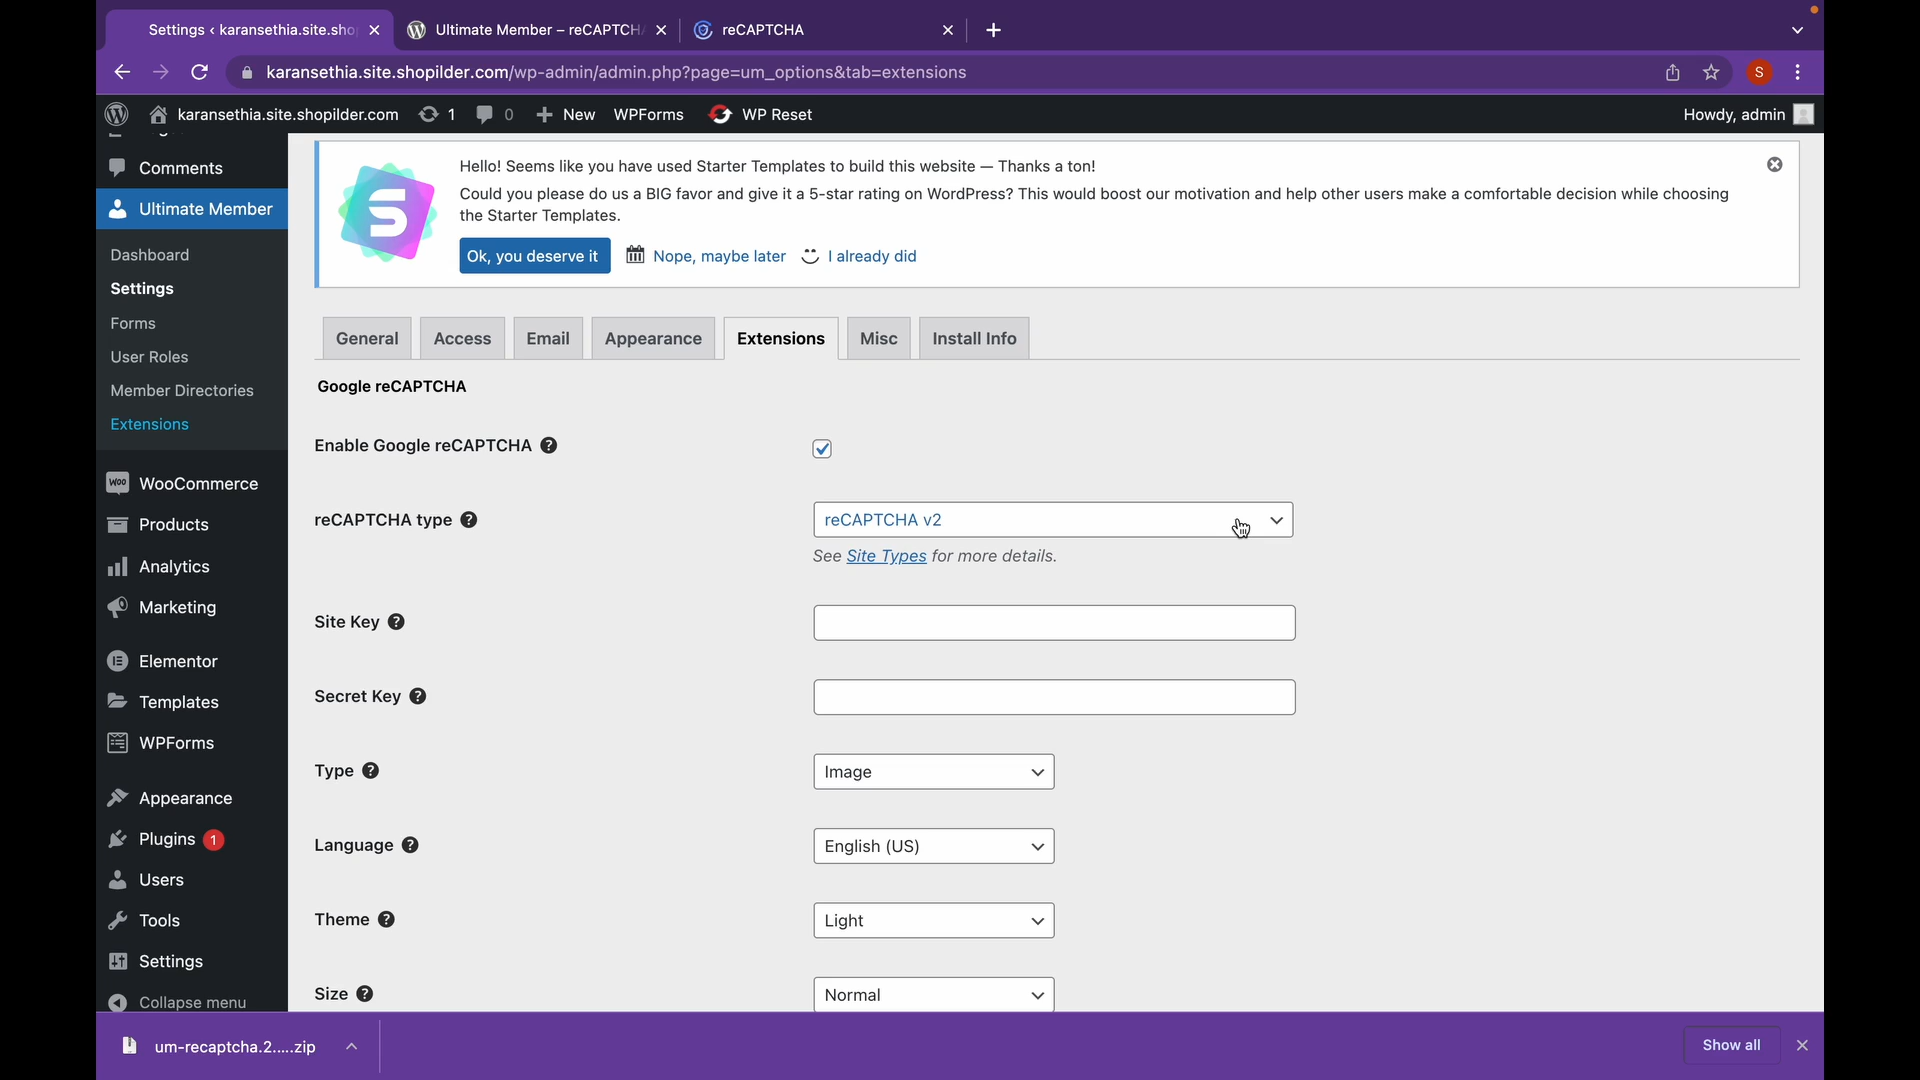 Settings ‹ karansethia.site.sho
Ultimate Member – reCAPTCH
reCAPTCHA
karansethia.site.shopilder.com/wp-admin/admin.php?page=um_options&tab=extensions
S
karansethia.site.shopilder.com
1
0
New
WPForms
WP Reset
Howdy, admin
Comments
Ultimate Member
Dashboard
Settings
Forms
User Roles
Member Directories
Extensions
WooCommerce
Products
Analytics
Marketing
Elementor
Templates
WPForms
Appearance
Plugins 1
Users
Tools
Settings
Collapse menu
Hello! Seems like you have used Starter Templates to build this website — Thanks a ton!
Could you please do us a BIG favor and give it a 5-star rating on WordPress? This would boost our motivation and help other users make a comfortable decision while choosing
the Starter Templates.
Ok, you deserve it
Nope, maybe later
I already did
General
Access
Email
Appearance
Extensions
Misc
Install Info
Google reCAPTCHA
Enable Google reCAPTCHA
reCAPTCHA type
reCAPTCHA v2
See Site Types for more details.
Site Key
Secret Key
Type
Image
Language
English (US)
Theme
Light
Size
Normal
um-recaptcha.2.....zip
Show all